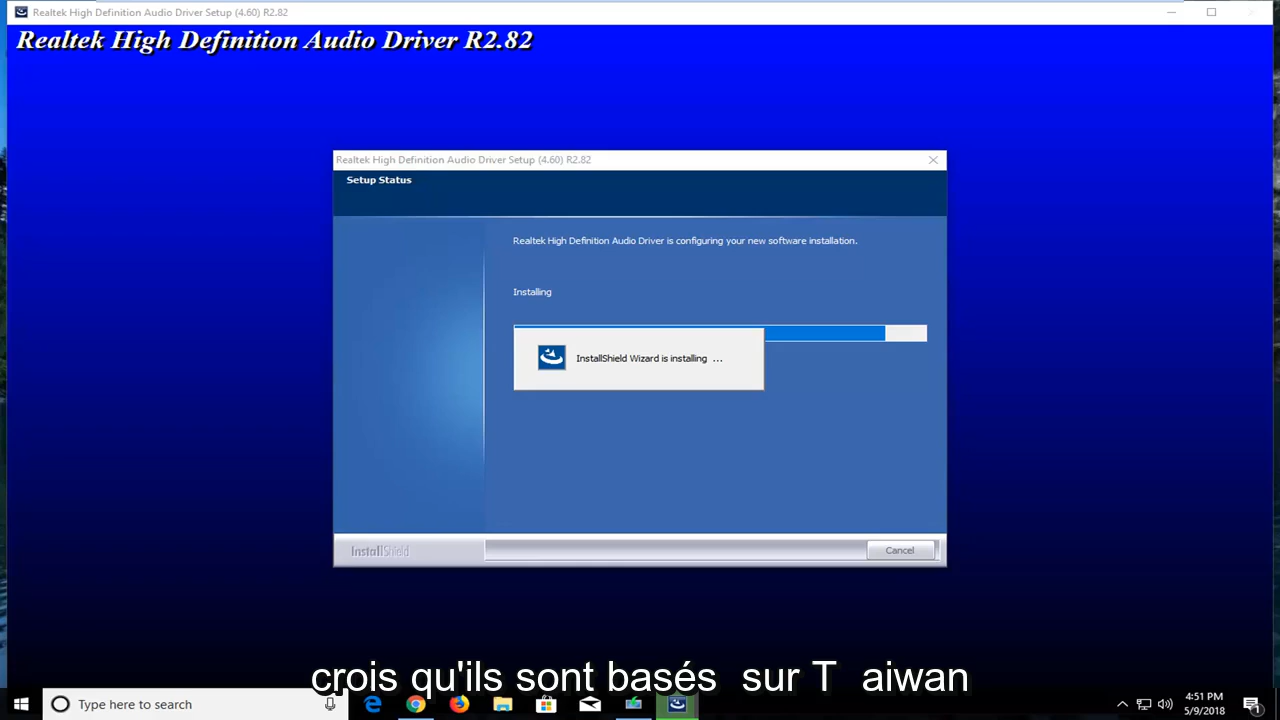 Realtek High Definition Audio Driver Setup (4.60) R2.82
Realtek High Definition Audio Driver R2.82
Realtek High Definition Audio Driver Setup (4.60) R2.82
Setup Status
Realtek High Definition Audio Driver is configuring your new software installation.
Installing
InstallShield Wizard is installing ...
InstallShield
Cancel
crois qu'ils sont basés sur T aiwan
Type here to search
4:51 PM
5/9/2018
1